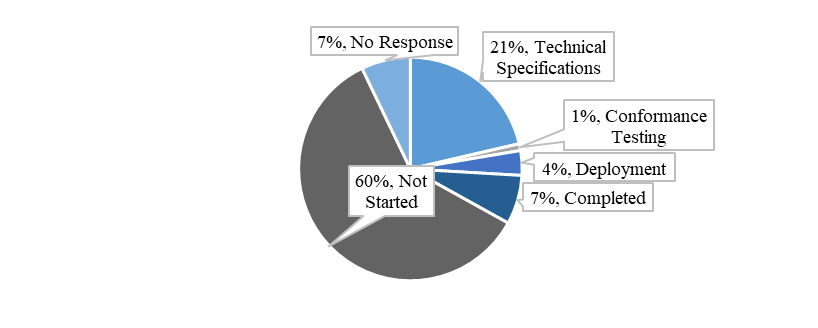 7%, No Response
21%, Technical
Specifications
1%, Conformance
Testing
4%, Deployment
7%, Completed
60%, Not
Started